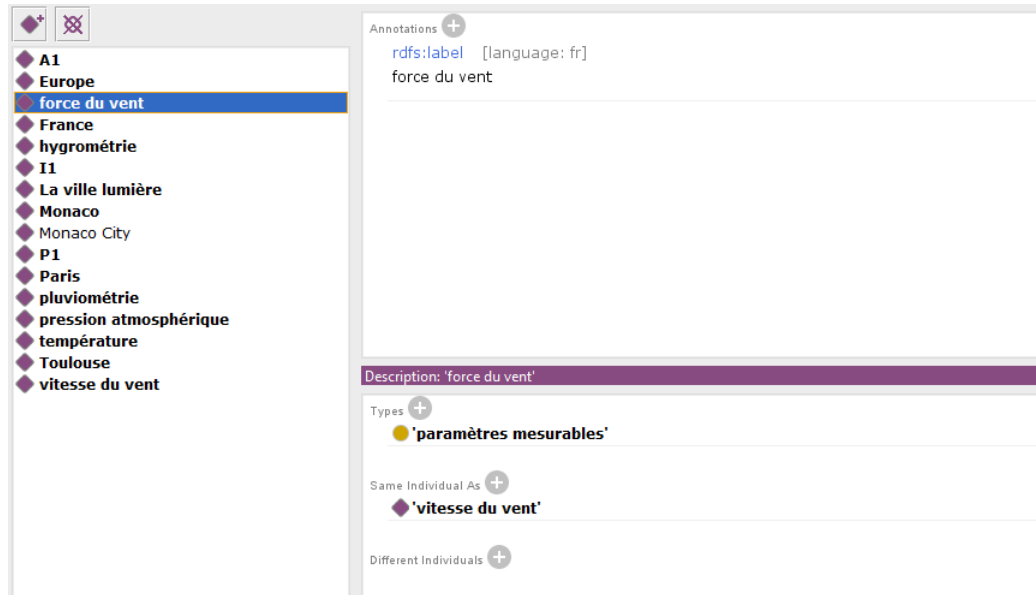 A1
Europe
force du vent
France
hygrométrie
I1
La ville lumière
Monaco
Monaco City
P1
Paris
pluviométrie
pression atmosphérique
température
Toulouse
vitesse du vent
Annotations
rdfs:label [language: fr]
force du vent
Description: 'force du vent'
Types
'paramètres mesurables'
Same Individual As
'vitesse du vent'
Different Individuals